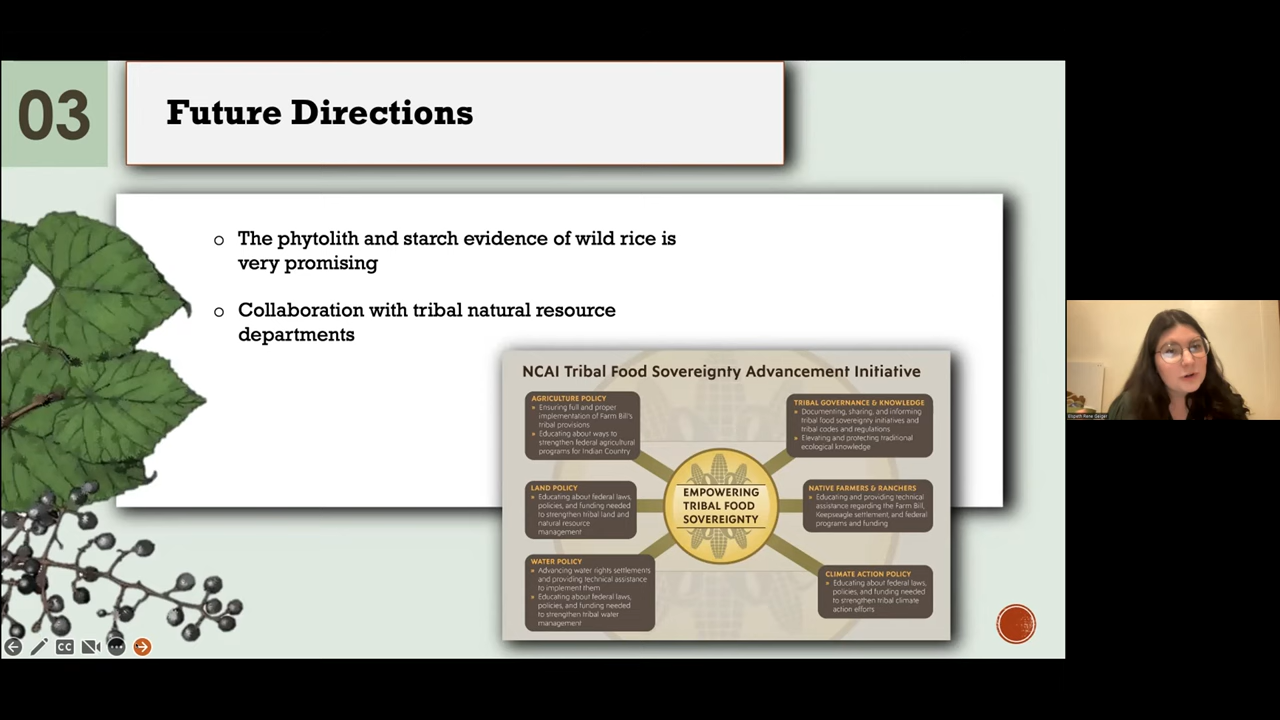 03
Future Directions
The phytolith and starch evidence of wild rice is
very promising
Collaboration with tribal natural resource
departments
NCAI Tribal Food Sovereignty Advancement Initiative
AGRICULTURE POLICY
» Ensuring full and proper
implementation of Farm Bill's
tribal provisions
» Educating about ways to
strengthen federal agricultural
programs for Indian Country
LAND POLICY
» Educating about federal laws,
policies, and funding needed
to strengthen tribal land and
natural resource
management
WATER POLICY
» Advancing water rights settlements
and providing technical assistance
to implement them
» Educating about federal laws,
policies, and funding needed
to strengthen tribal water
management
EMPOWERING
TRIBAL FOOD
SOVEREIGNTY
TRIBAL GOVERNANCE & KNOWLEDGE
» Documenting, sharing, and informing
tribal food sovereignty initiatives and
tribal codes and regulations
» Elevating and protecting traditional
ecological knowledge
NATIVE FARMERS & RANCHERS
» Educating and providing technical
assistance regarding the Farm Bill,
Keepseagle settlement, and federal
programs and funding
CLIMATE ACTION POLICY
» Educating about federal laws,
policies, and funding needed
to strengthen tribal climate
action efforts
CC